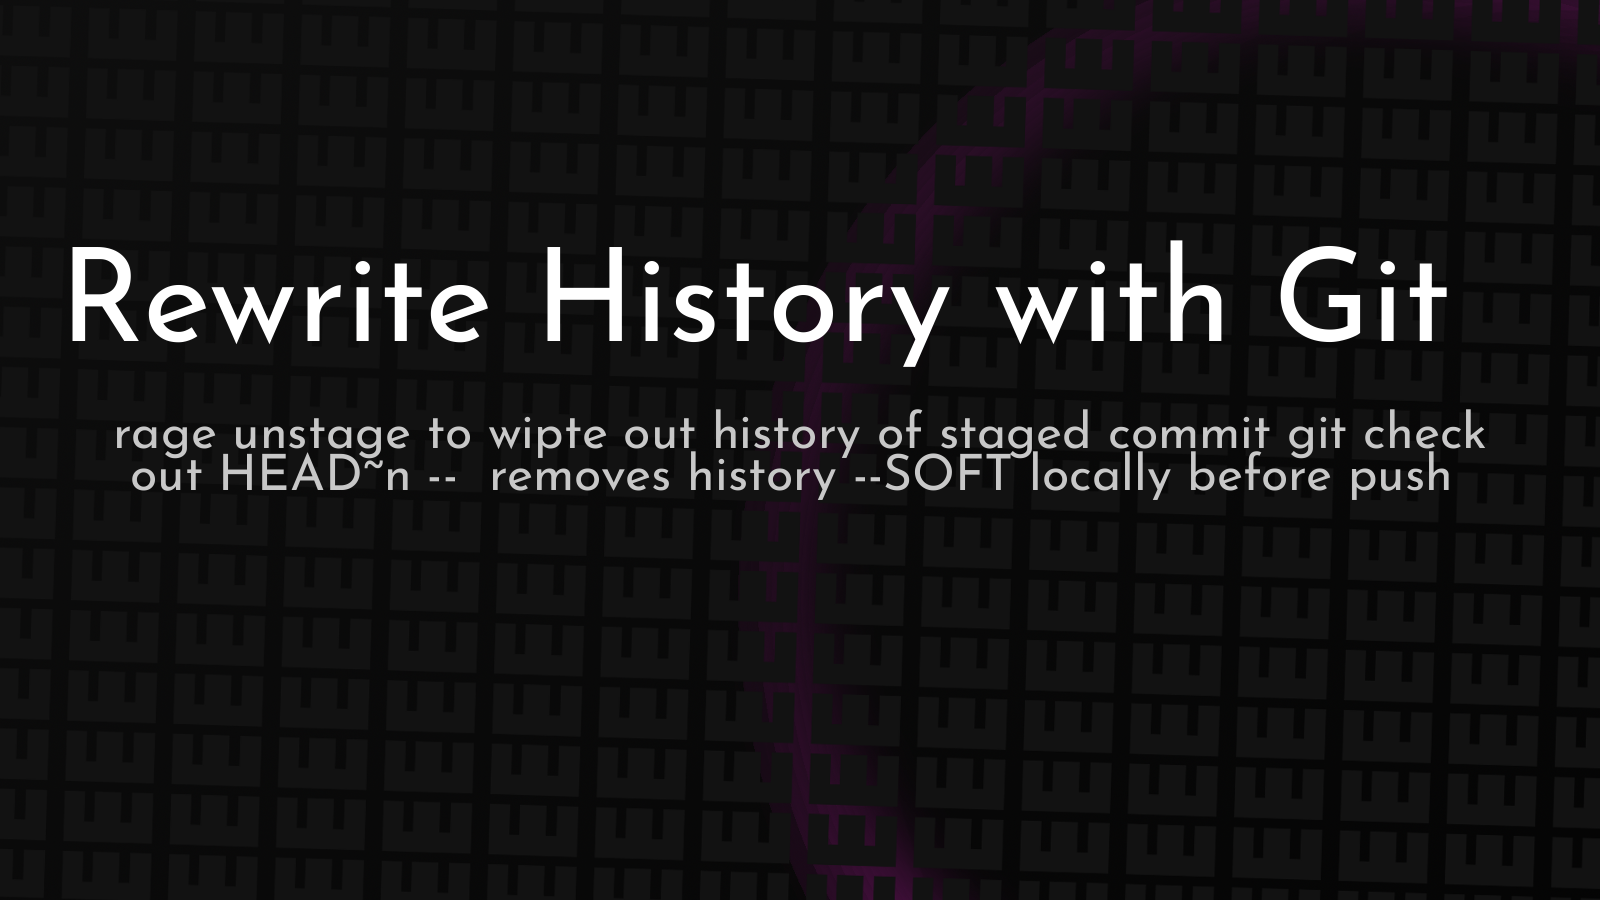 Rewrite History with Git
rage unstage to wipte out history of staged commit git check
out HEAD~n --  removes history --SOFT locally before push